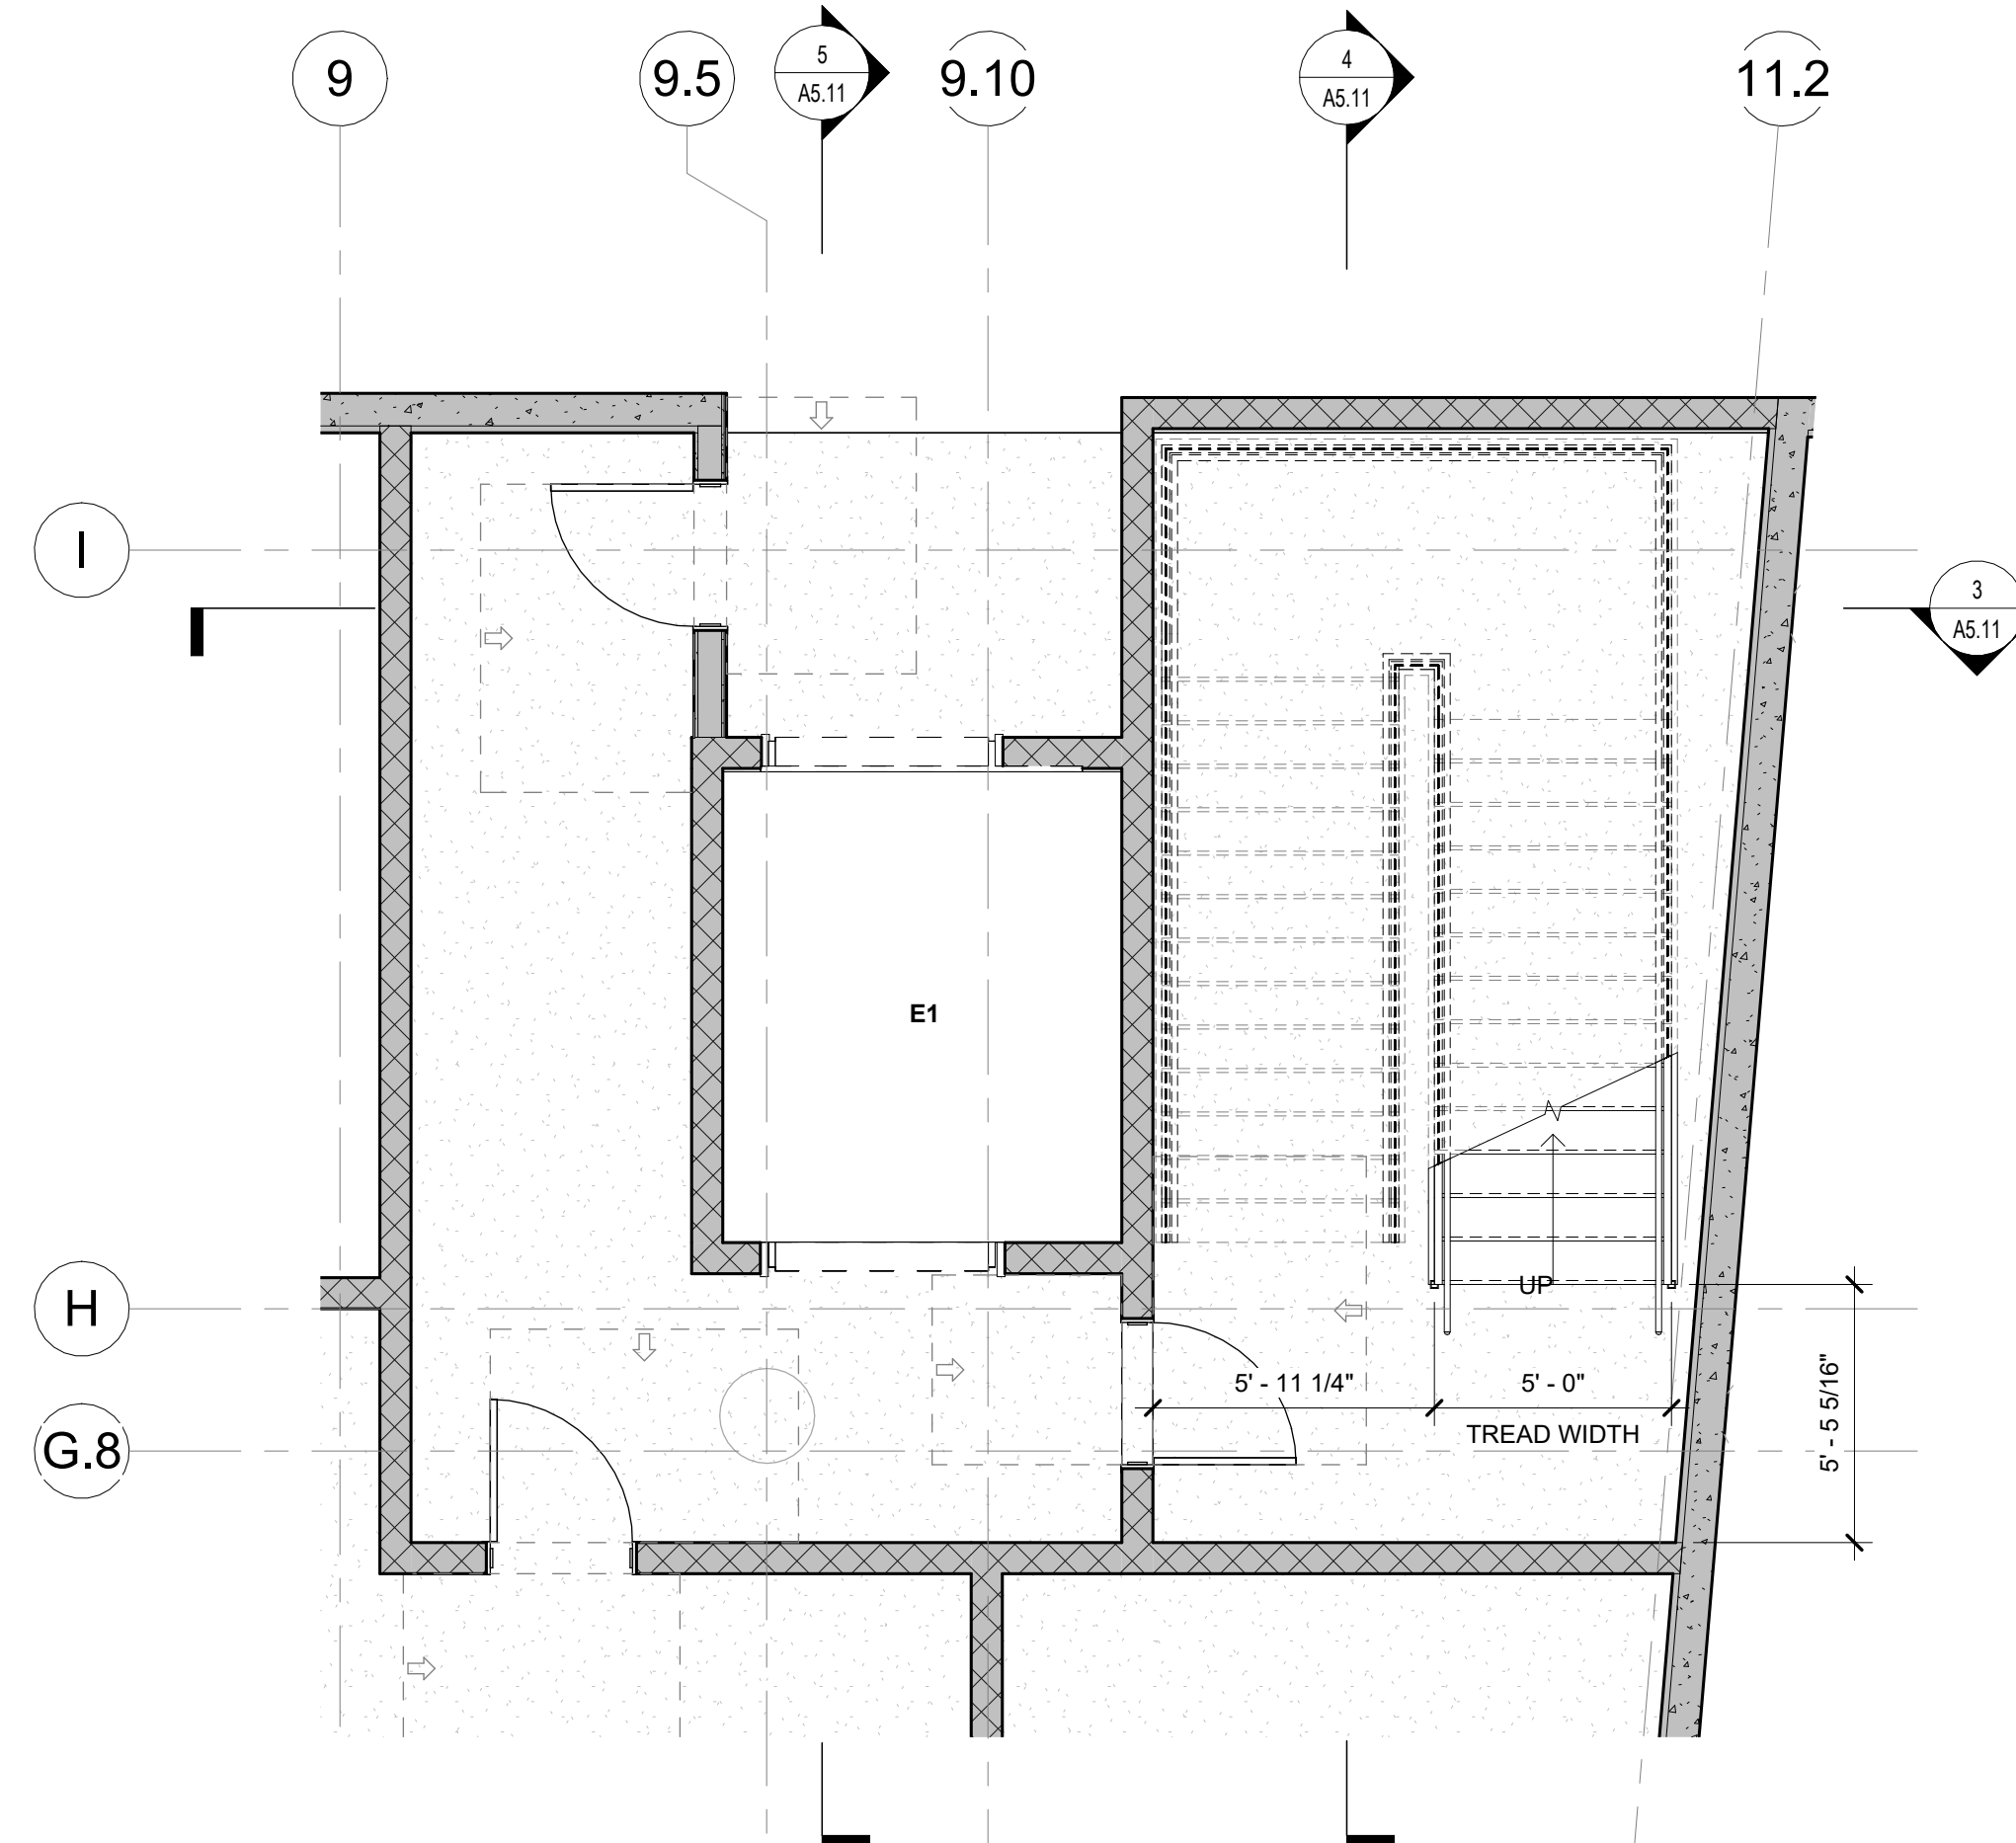 9
9.5
5
A5.11
9.10
4
A5.11
11.2
I
3
A5.11
E1
H
UP
5' - 11 1/4"
5' - 0"
TREAD WIDTH
5' - 5 5/16"
G.8